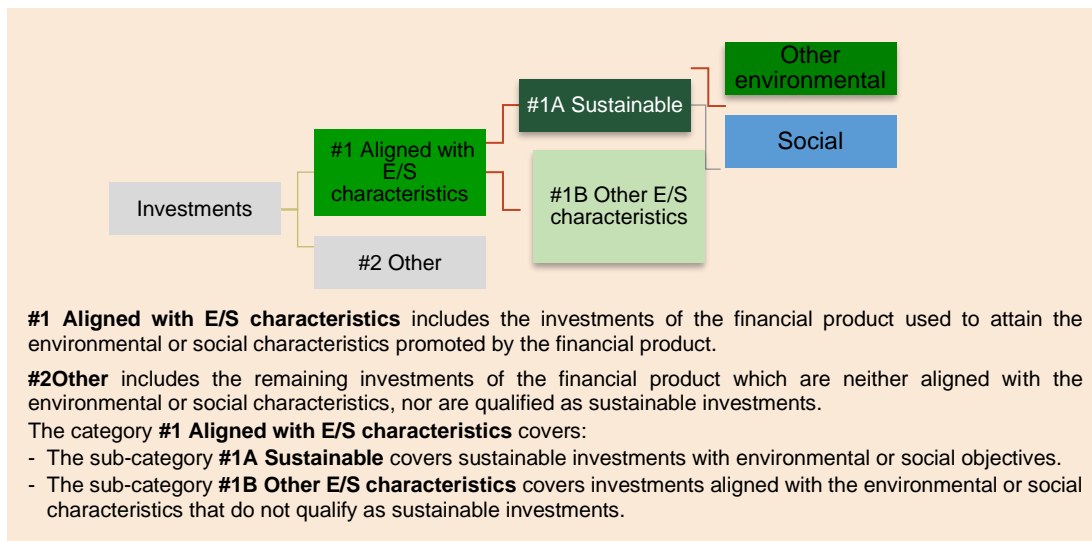 Other
environmental
#1A Sustainable
Social
#1 Aligned with
E/S
characteristics
#1B Other E/S
characteristics
Investments
#2 Other
#1 Aligned with E/S characteristics includes the investments of the financial product used to attain the
environmental or social characteristics promoted by the financial product.
#2Other includes the remaining investments of the financial product which are neither aligned with the
environmental or social characteristics, nor are qualified as sustainable investments.
The category #1 Aligned with E/S characteristics covers:
- The sub-category #1A Sustainable covers sustainable investments with environmental or social objectives.
- The sub-category #1B Other E/S characteristics covers investments aligned with the environmental or social
characteristics that do not qualify as sustainable investments.